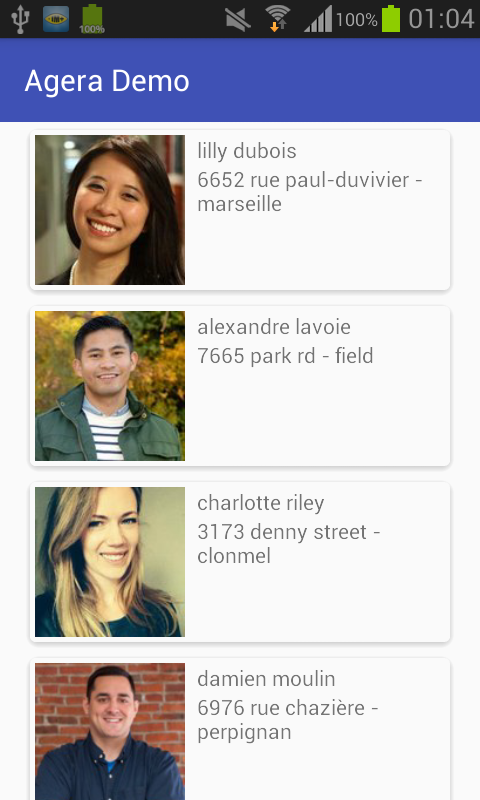 100% 01:04
100%
Agera Demo
lilly dubois
6652 rue paul-duvivier -
marseille
alexandre lavoie
7665 park rd - field
charlotte riley
3173 denny street -
clonmel
damien moulin
6976 rue chazière -
perpignan